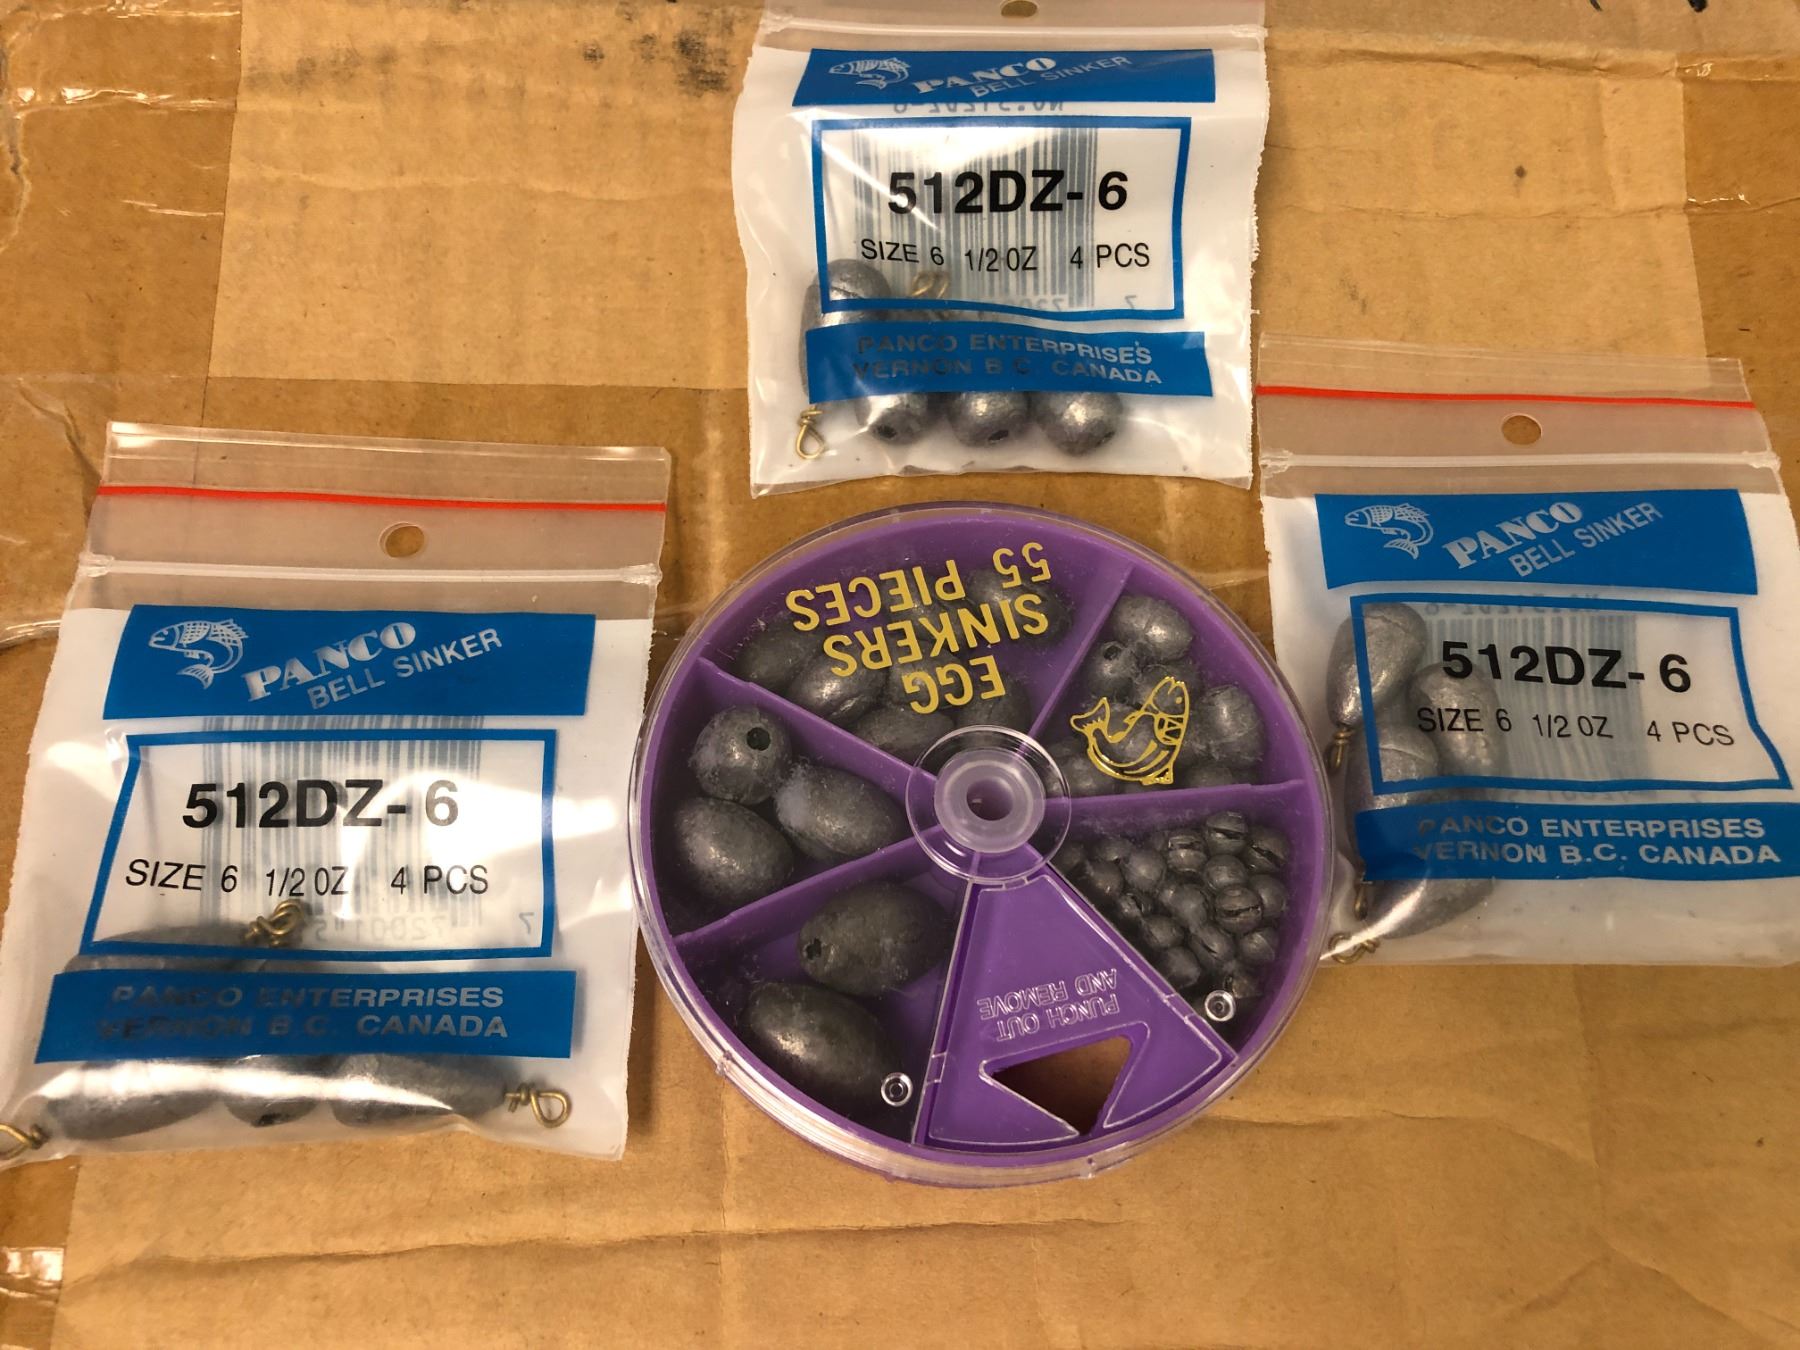 PANCO
BELL SINKER
512DZ-6
SIZE 6 1/2 OZ 4 PCS
PANCO ENTERPRISES
VERNON B.C. CANADA
PANCO
BELL SINKER
512DZ-6
SIZE 6 1/2 OZ 4 PCS
PANCO ENTERPRISES
VERNON B.C. CANADA
PANCO
BELL SINKER
512DZ-6
SIZE 6 1/2 OZ 4 PCS
PANCO ENTERPRISES
VERNON B.C. CANADA
EGG
SINKERS
55 PIECES
PUNCH OUT
AND REMOVE